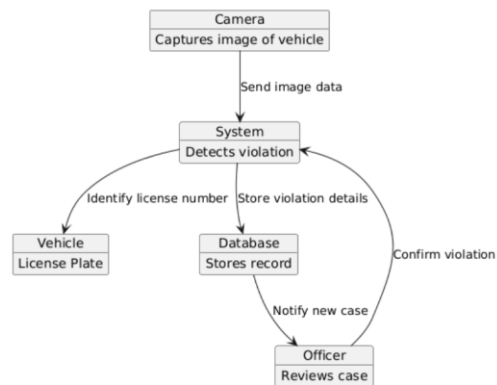 Camera
Captures image of vehicle
Send image data
System
Detects violation
Identify license number
Store violation details
Vehicle
License Plate
Database
Stores record
Confirm violation
Notify new case
Officer
Reviews case